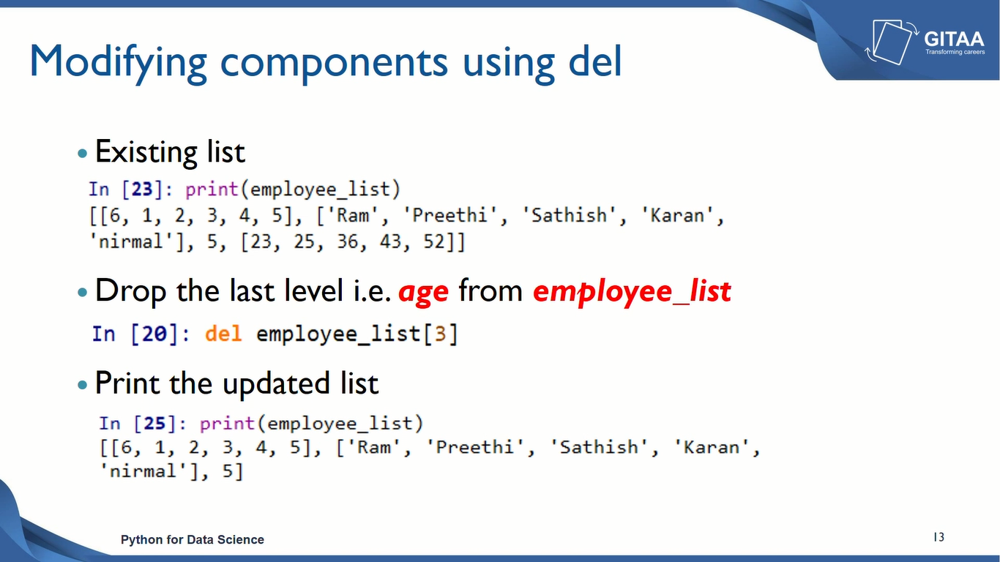 GITAA
Transforming careers
Modifying components using del
• Existing list
In [23]: print(employee_list)
[[6, 1, 2, 3, 4, 5], ['Ram', 'Preethi', 'Sathish', 'Karan',
'nirmal'], 5, [23, 25, 36, 43, 52]]
• Drop the last level i.e. age from employee_list
In [20]: del employee_list[3]
• Print the updated list
In [25]: print(employee_list)
[[6, 1, 2, 3, 4, 5], ['Ram', 'Preethi', 'Sathish', 'Karan',
'nirmal'], 5]
Python for Data Science
13